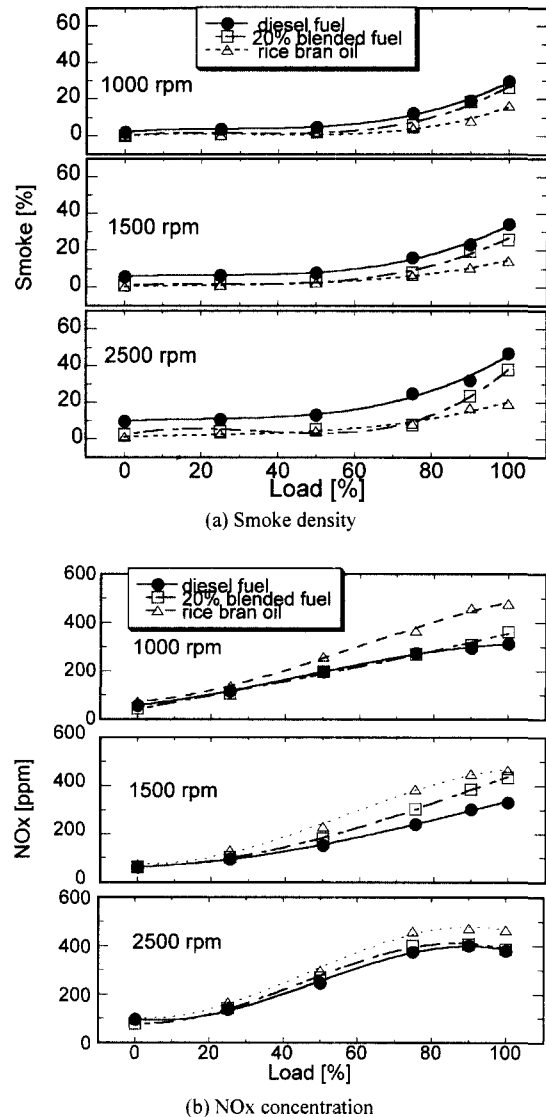 60
diesel fuel
20% blended fuel
rice bran oil
40
1000 rpm
20
0
60
1500 rpm
40
20
0
60
2500 rpm
40
20
0
Smoke [%]
0 20 40 60 80 100
Load [%]
(a) Smoke density
600
diesel fuel
20% blended fuel
rice bran oil
400
1000 rpm
200
0
600
1500 rpm
400
200
0
600
2500 rpm
400
200
0
NOx [ppm]
0 20 40 60 80 100
Load [%]
(b) NOx concentration